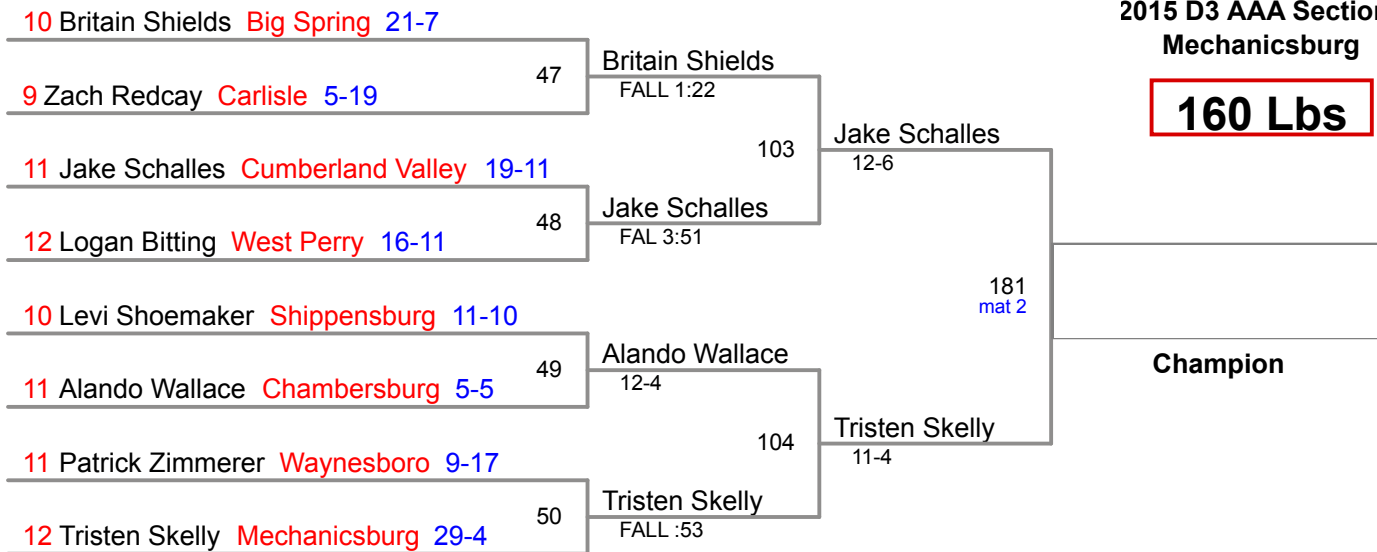 10 Britain Shields Big Spring 21-7
9 Zach Redcay Carlisle 5-19
11 Jake Schalles Cumberland Valley 19-11
12 Logan Bitting West Perry 16-11
10 Levi Shoemaker Shippensburg 11-10
11 Alando Wallace Chambersburg 5-5
11 Patrick Zimmerer Waynesboro 9-17
12 Tristen Skelly Mechanicsburg 29-4
47
48
49
50
Britain Shields
FALL 1:22
Jake Schalles
FAL 3:51
Alando Wallace
12-4
Tristen Skelly
FALL :53
103
104
Jake Schalles
12-6
Tristen Skelly
11-4
181
mat 2
2015 D3 AAA Section
Mechanicsburg
160 Lbs
Champion